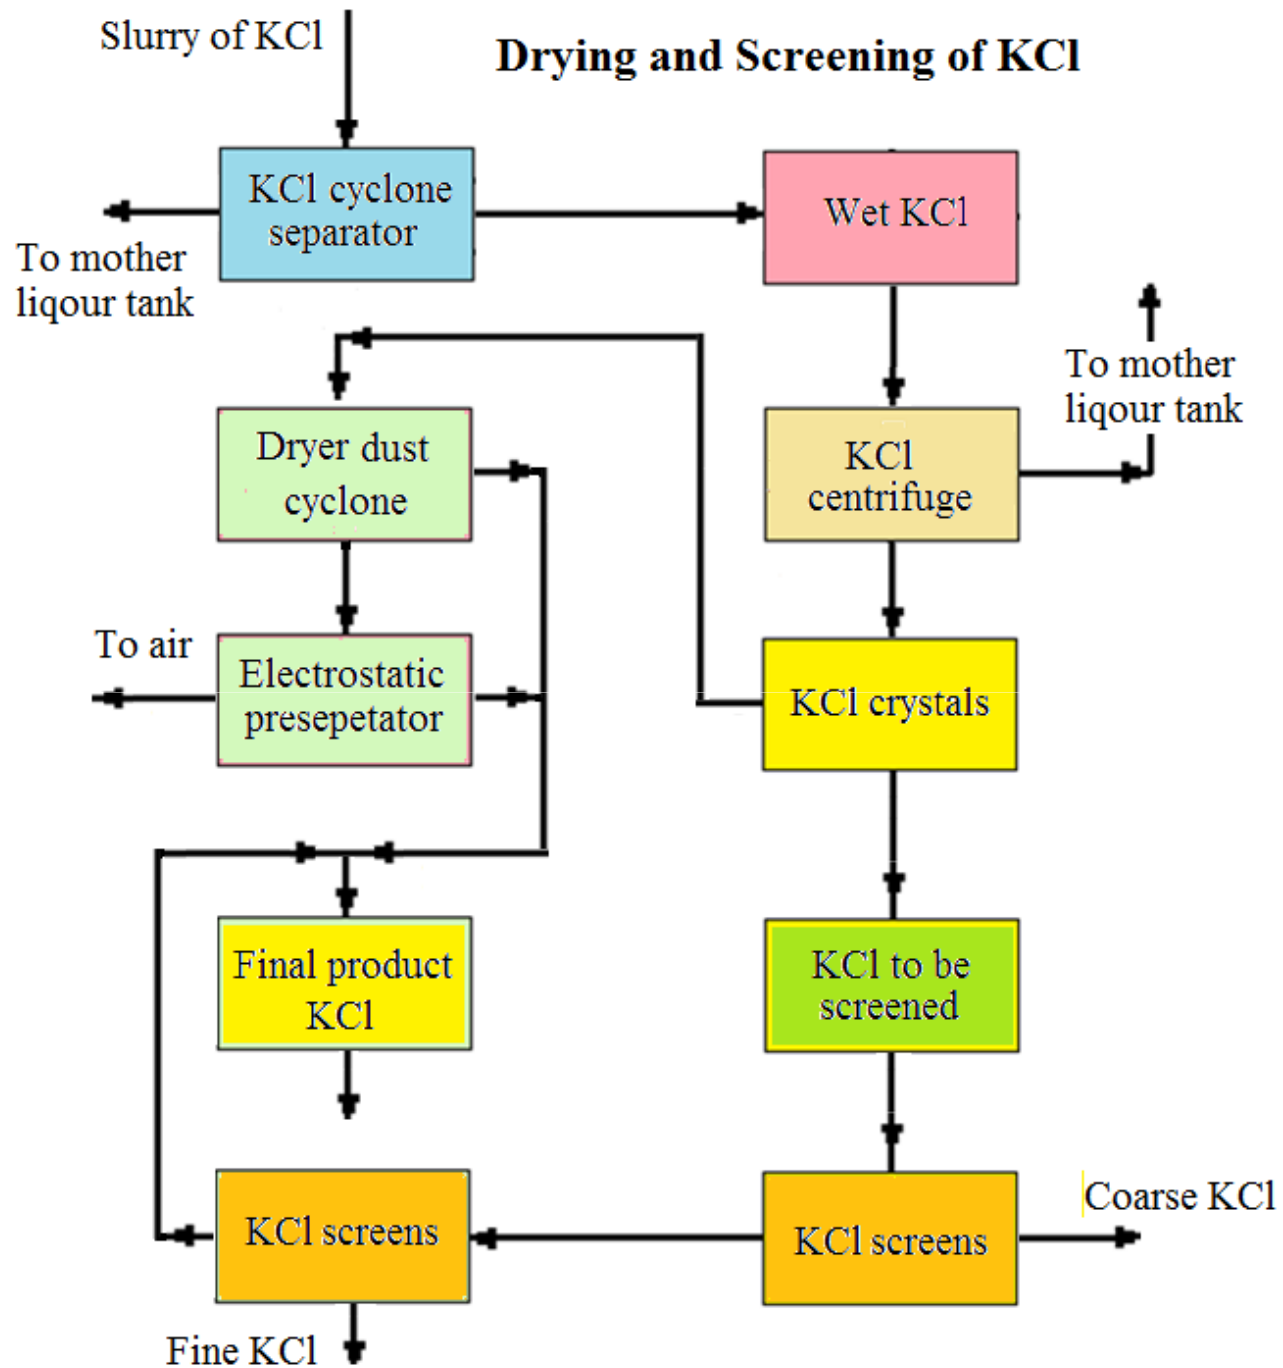 Slurry of KCl
Drying and Screening of KCl
KCl cyclone
separator
Wet KCl
To mother
liqour tank
To mother
liqour tank
Dryer dust
cyclone
KCl
centrifuge
To air
Electrostatic
presepetator
KCl crystals
Final product
KCl
KCl to be
screened
KCl screens
KCl screens
Coarse KCl
Fine KCl